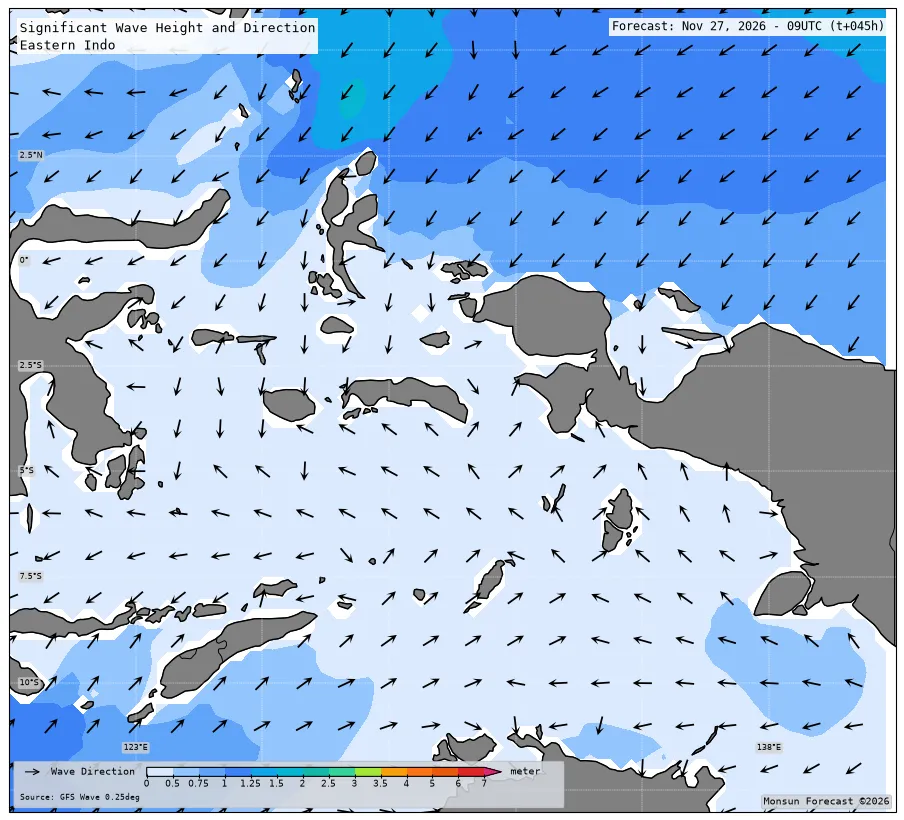 Significant Wave Height and Direction
Eastern Indo
Forecast: Nov 27, 2026 - 09UTC (t+045h)
2.5°N
0°
2.5°S
5°S
7.5°S
10°S
123°E
138°E
Wave Direction
meter
0 0.5 0.75 1 1.25 1.5 2 2.5 3 3.5 4 5 6 7
Source: GFS Wave 0.25deg
Monsun Forecast ©2026